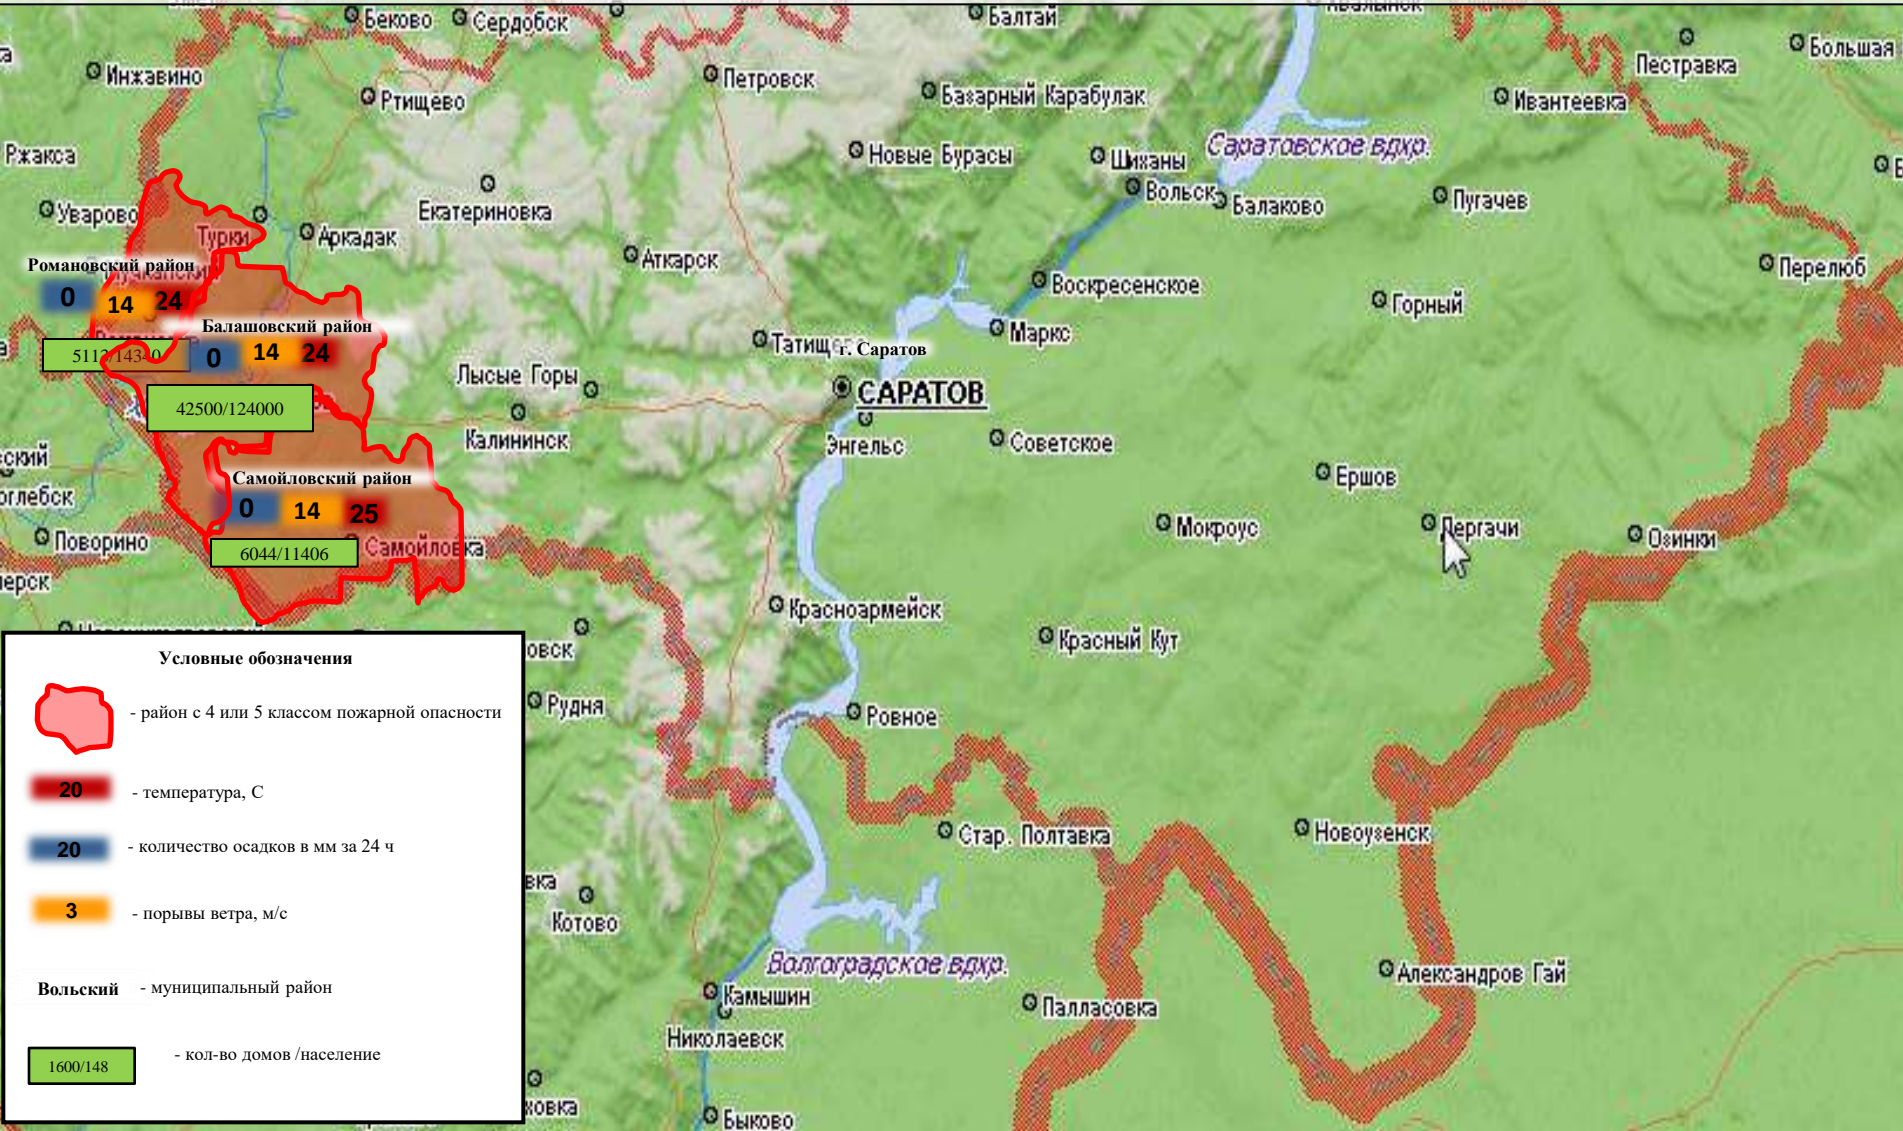 Беково
Сердобск
Балтай
Хвалынск
Пестравка
Большая
Инжавино
Ртищево
Петровск
Базарный Карабулак
Ивантеевка
Ржакса
Новые Бурасы
Шиханы
Саратовское вдхр.
Вольск
Балаково
Пугачев
Уварово
Турки
Аркадак
Екатериновка
Аткарск
Воскресенское
Горный
Перелюб
Романовский район
0 14 24
Балашовский район
0 14 24
42500/124000
Татищево
г. Саратов
Маркс
САРАТОВ
Лысые Горы
Калининск
Энгельс
Советское
Ершов
Самойловский район
0 14 25
6044/11406
Самойловка
Поворино
Мокроус
Дергачи
Озинки
Красноармейск
Красный Кут
Рудня
Ровное
Стар. Полтавка
Новоузенск
Котово
Волгоградское вдхр.
Камышин
Николаевск
Палласовка
Александров Гай
Быково
Условные обозначения
- район с 4 или 5 классом пожарной опасности
20 - температура, С
20 - количество осадков в мм за 24 ч
3 - порывы ветра, м/с
Вольский - муниципальный район
1600/148 - кол-во домов /население